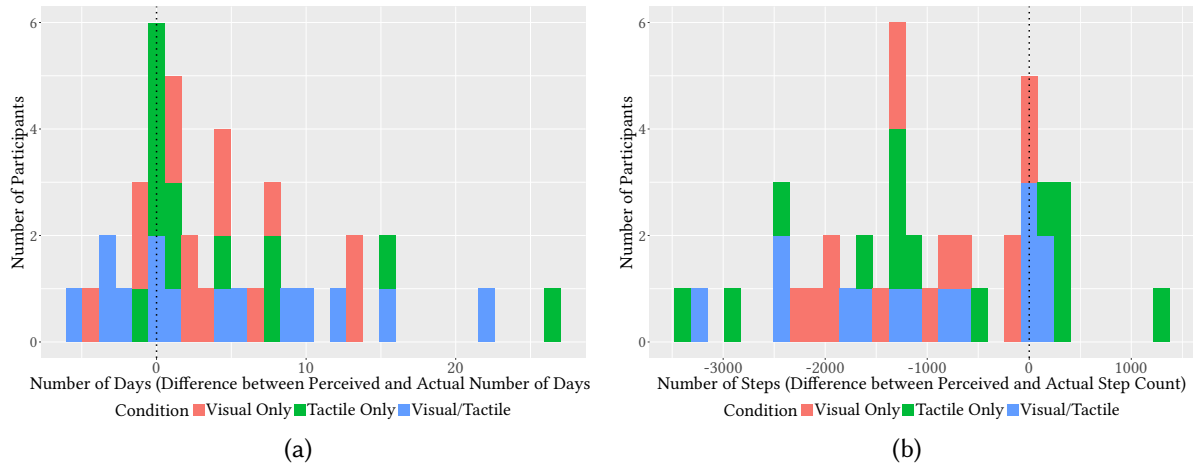 6
4
2
0
Number of Participants
0
10
20
Number of Days (Difference between Perceived and Actual Number of Days
Condition Visual Only Tactile Only Visual/Tactile
(a)
6
4
2
0
Number of Participants
-3000
-2000
-1000
0
1000
Number of Steps (Difference between Perceived and Actual Step Count)
Condition Visual Only Tactile Only Visual/Tactile
(b)